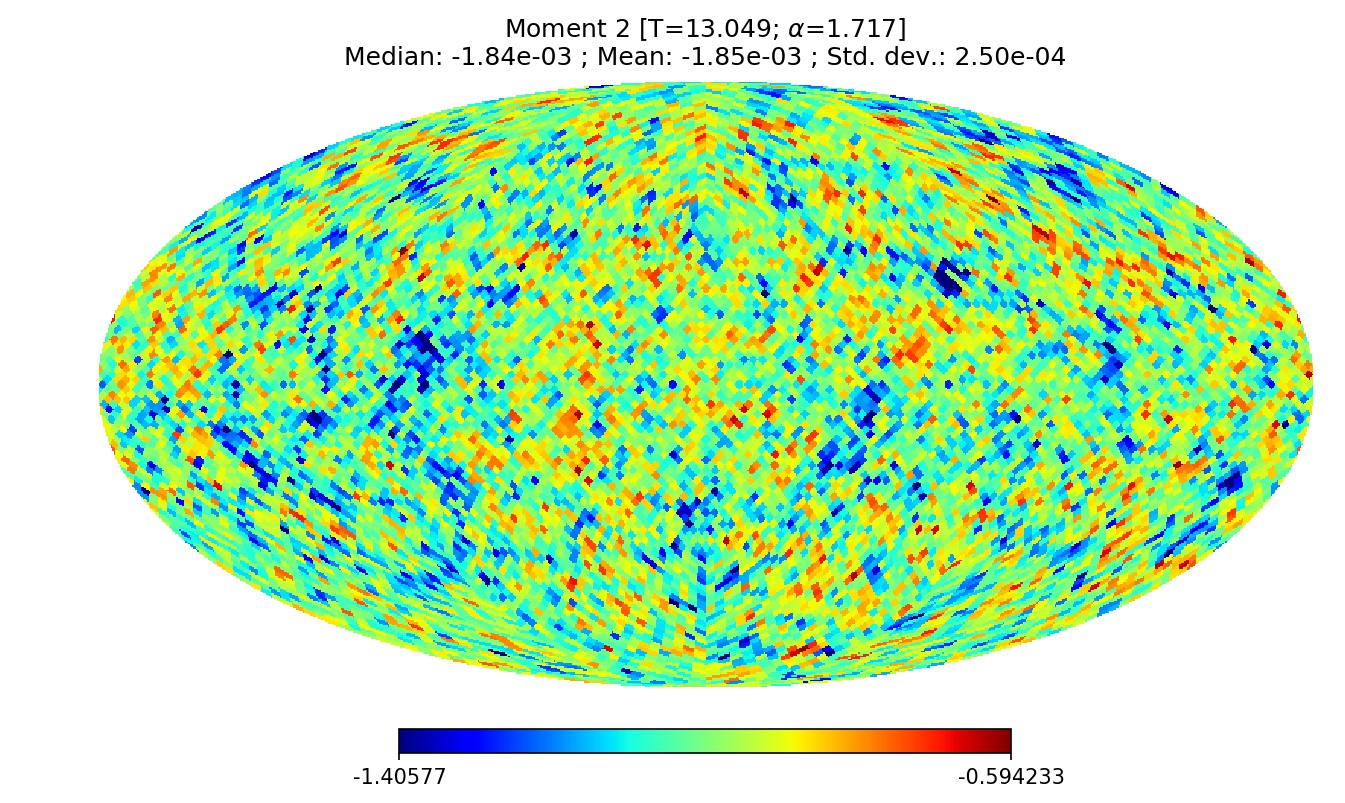 Moment 2 [T=13.049; α=1.717]
Median: -1.84e-03 ; Mean: -1.85e-03 ; Std. dev.: 2.50e-04
-1.40577
-0.594233